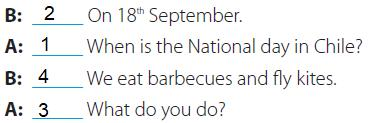 B: 2 On 18th September.
A: 1 When is the National day in Chile?
B: 4 We eat barbecues and fly kites.
A: 3 What do you do?